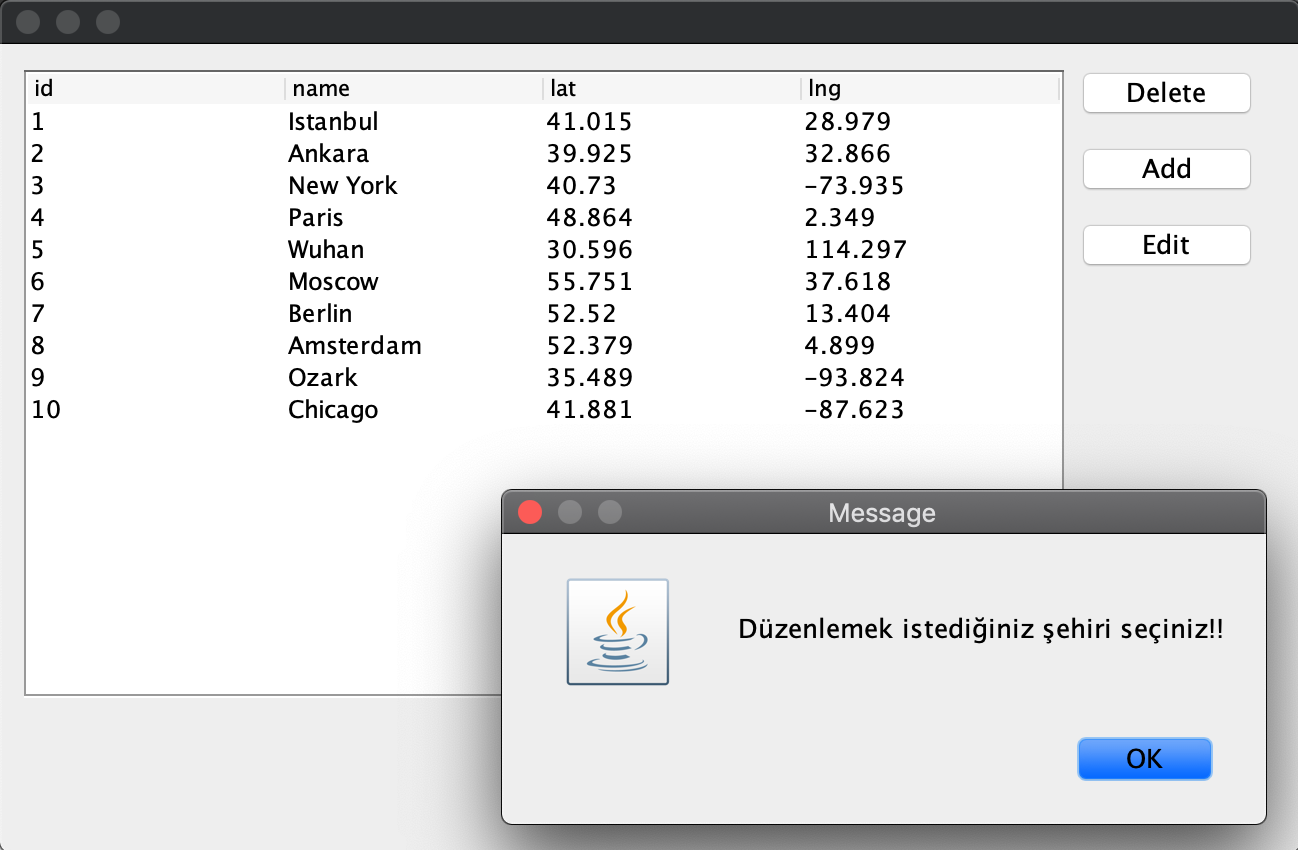 id name lat lng
1 Istanbul 41.015 28.979
2 Ankara 39.925 32.866
3 New York 40.73 -73.935
4 Paris 48.864 2.349
5 Wuhan 30.596 114.297
6 Moscow 55.751 37.618
7 Berlin 52.52 13.404
8 Amsterdam 52.379 4.899
9 Ozark 35.489 -93.824
10 Chicago 41.881 -87.623
Delete
Add
Edit
Message
Düzenlemek istediğiniz şehiri seçiniz!!
OK